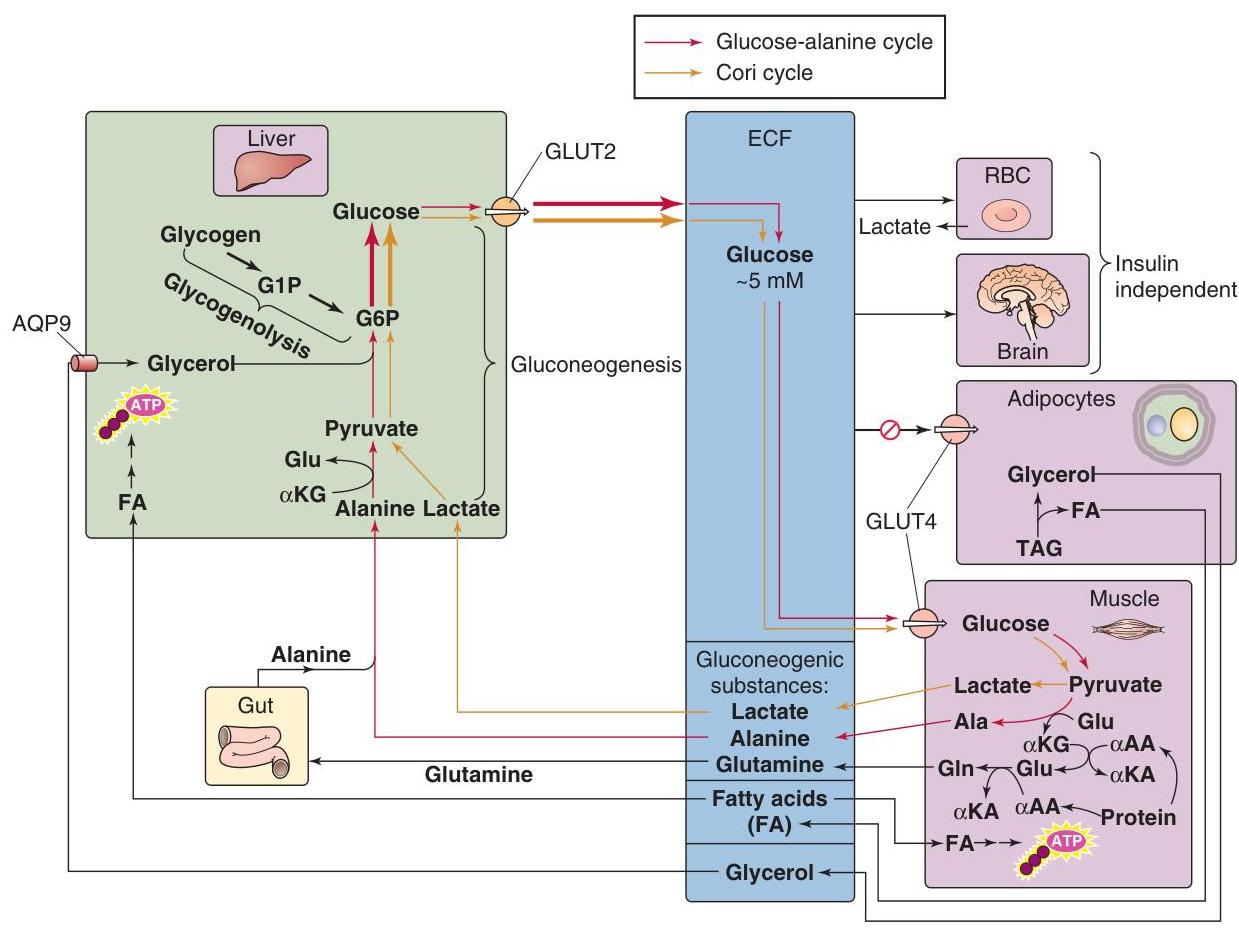 Glucose-alanine cycle
Cori cycle
Liver
GLUT2
ECF
RBC
Lactate
Insulin
independent
Brain
Glucose
Glycogen
G1P
Glycogenolysis
G6P
Glucose
~5 mM
AQP9
Glycerol
Gluconeogenesis
ATP
Pyruvate
Glu
αKG
FA
Alanine Lactate
Adipocytes
Glycerol
FA
TAG
GLUT4
Muscle
Glucose
Lactate
Pyruvate
Ala
Glu
αKG
αAA
Gln
Glu
αKA
αKA
αAA
Protein
FA
ATP
Gluconeogenic
substances:
Lactate
Alanine
Glutamine
Fatty acids
(FA)
Glycerol
Alanine
Gut
Glutamine